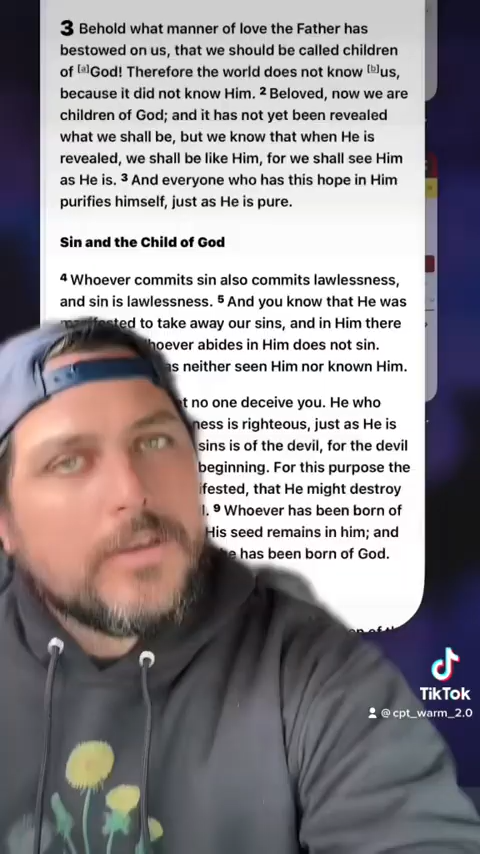 3 Behold what manner of love the Father has
bestowed on us, that we should be called children
of [a]God! Therefore the world does not know [b]us,
because it did not know Him. 2 Beloved, now we are
children of God; and it has not yet been revealed
what we shall be, but we know that when He is
revealed, we shall be like Him, for we shall see Him
as He is. 3 And everyone who has this hope in Him
purifies himself, just as He is pure.
Sin and the Child of God
4 Whoever commits sin also commits lawlessness,
and sin is lawlessness. 5 And you know that He was
to take away our sins, and in Him there
abides in Him does not sin.
neither seen Him nor known Him.
no one deceive you. He who
is righteous, just as He is
sins is of the devil, for the devil
beginning. For this purpose the
that He might destroy
9 Whoever has been born of
His seed remains in him; and
has been born of God.
TikTok
@cpt_warm_2.0